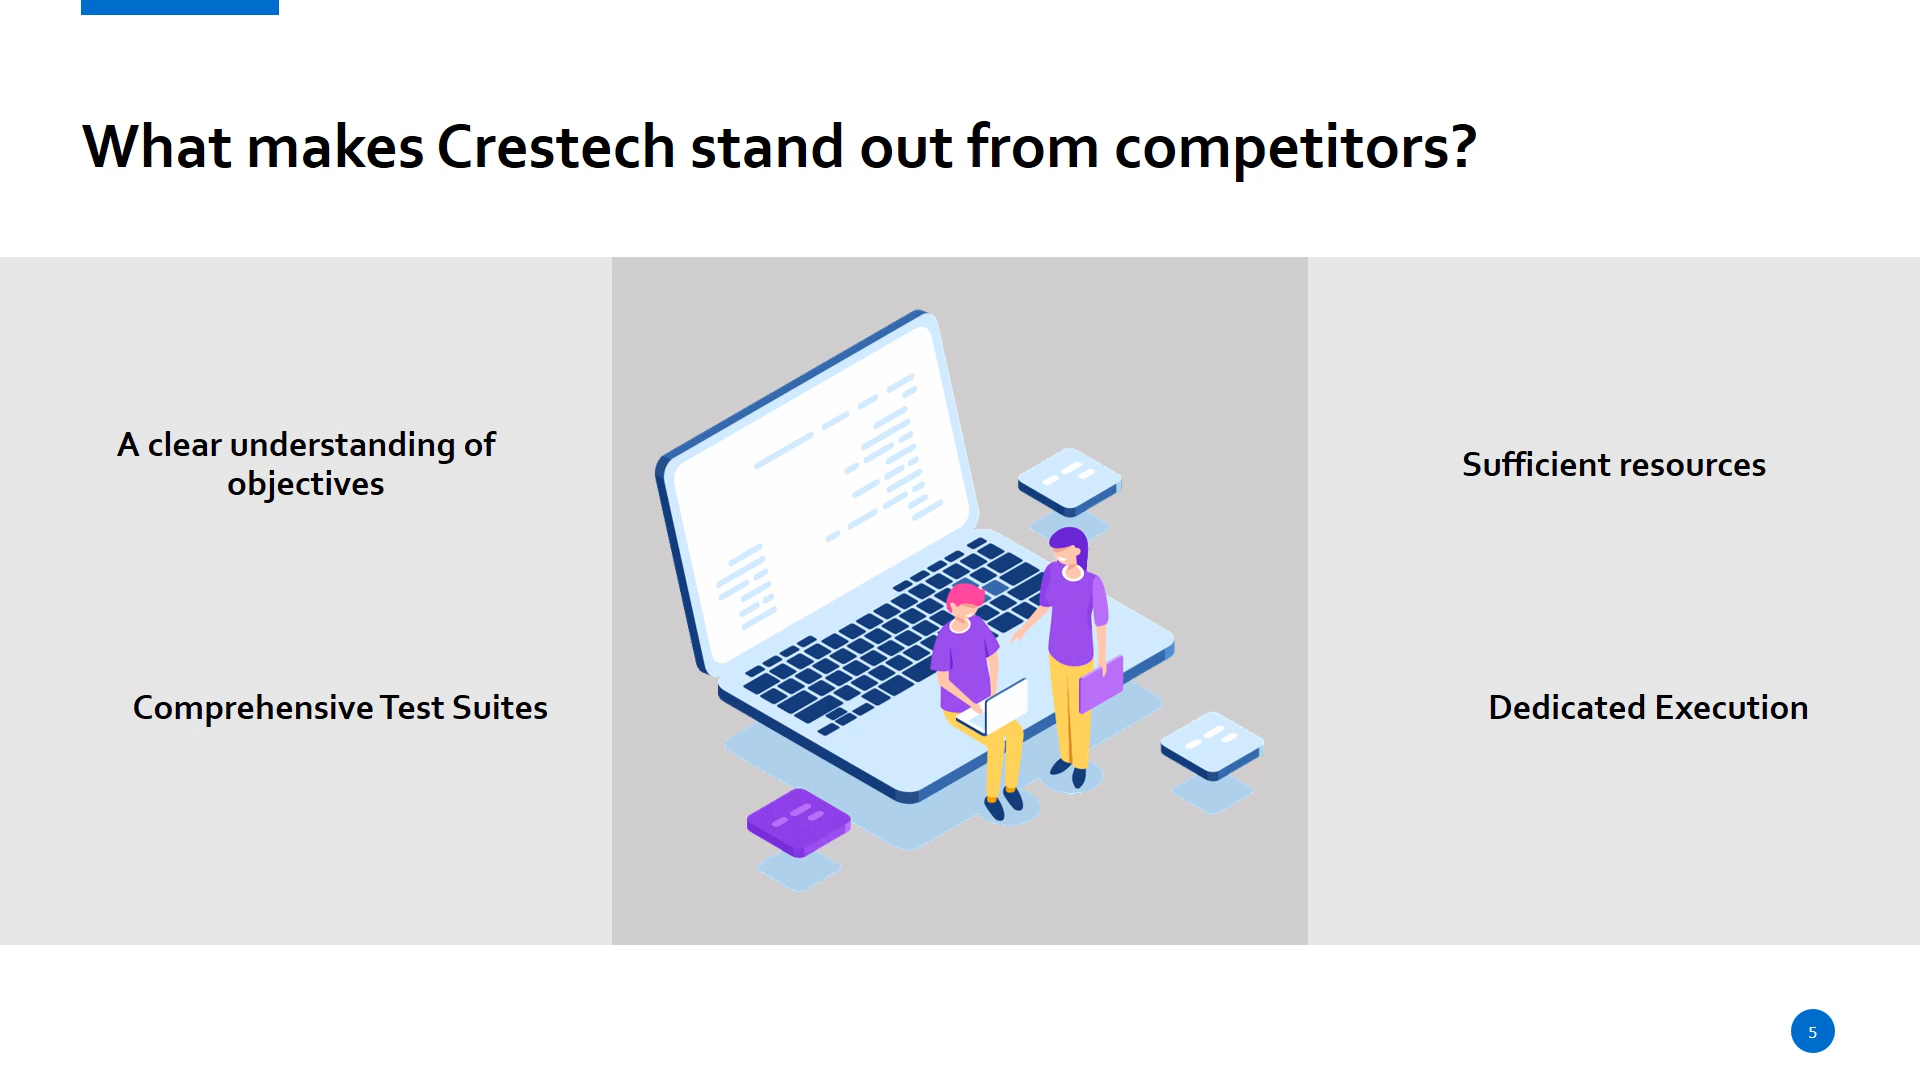 What makes Crestech stand out from competitors?
A clear understanding of
objectives
Sufficient resources
Comprehensive Test Suites
Dedicated Execution
5